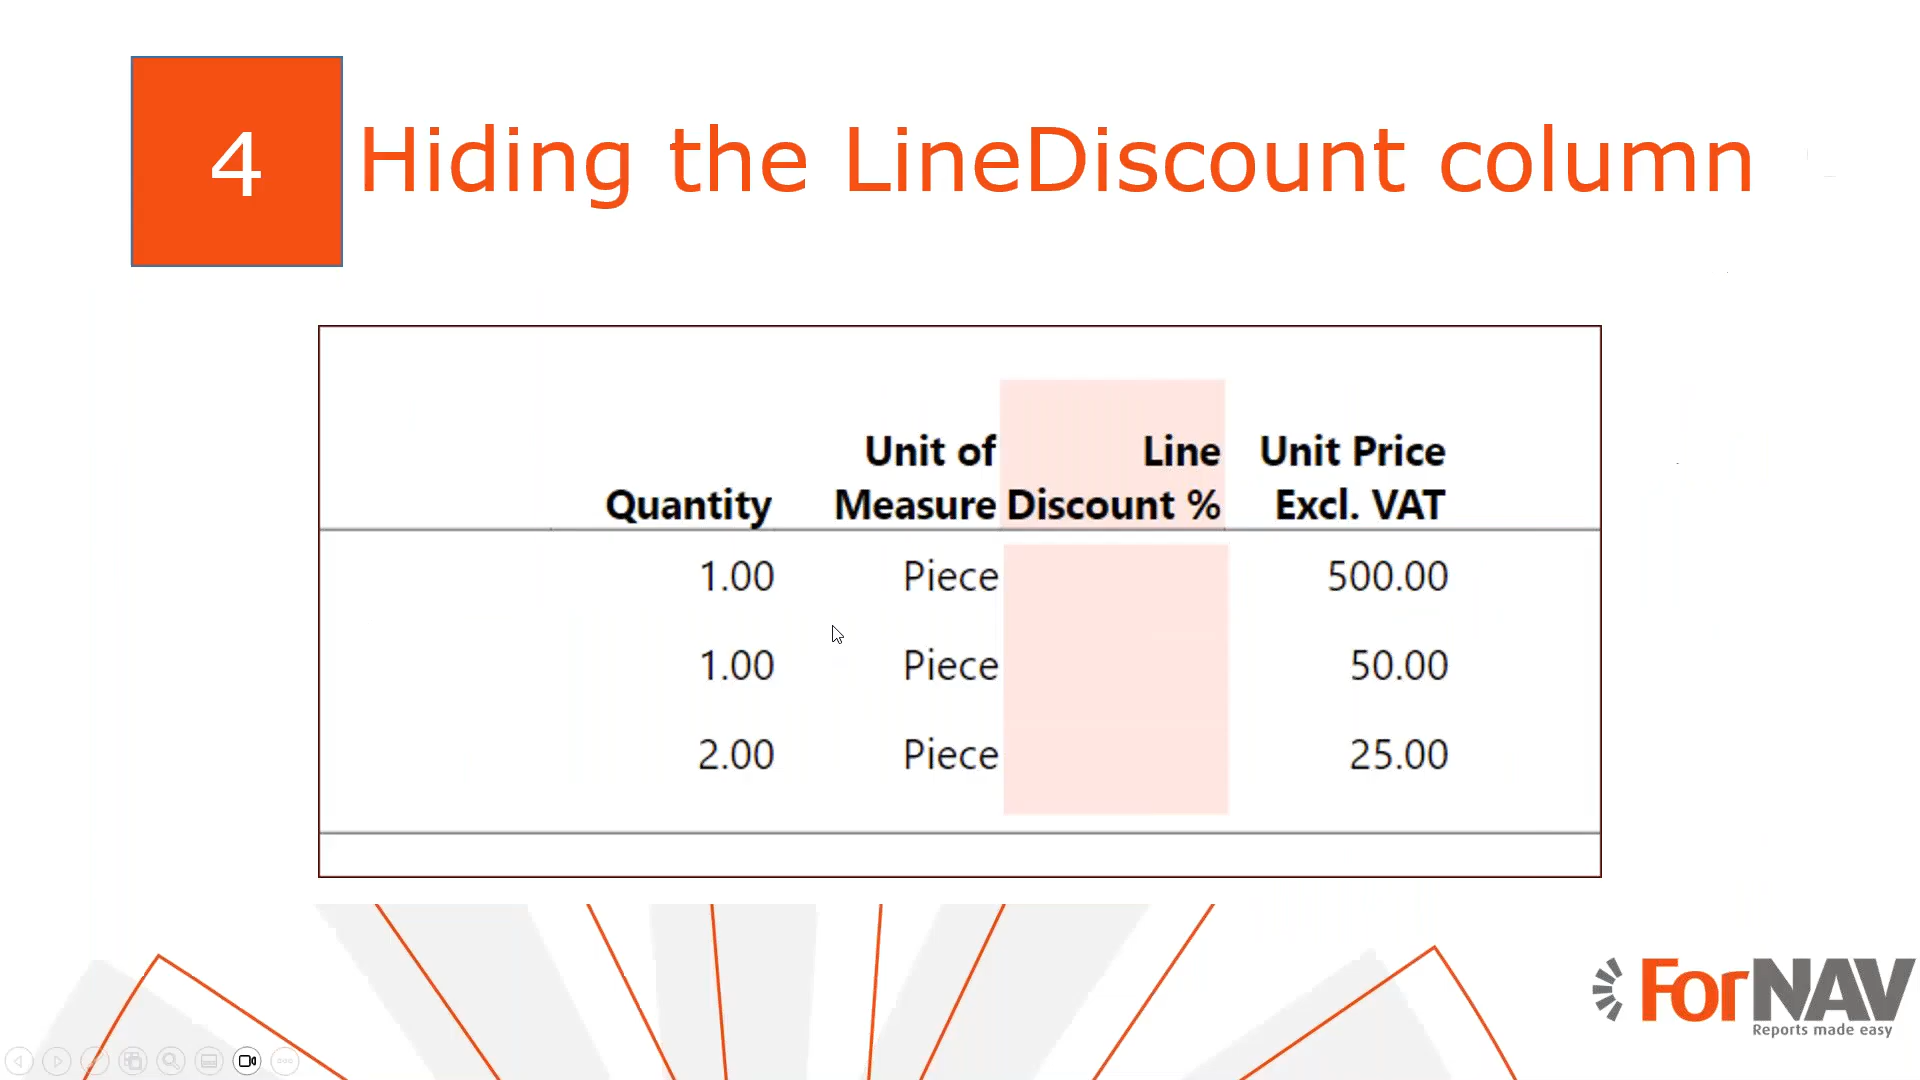 4
Hiding the LineDiscount column
Unit of Line Unit Price
Quantity Measure Discount % Excl. VAT
1.00 Piece 500.00
1.00 Piece 50.00
2.00 Piece 25.00
ForNAV
Reports made easy